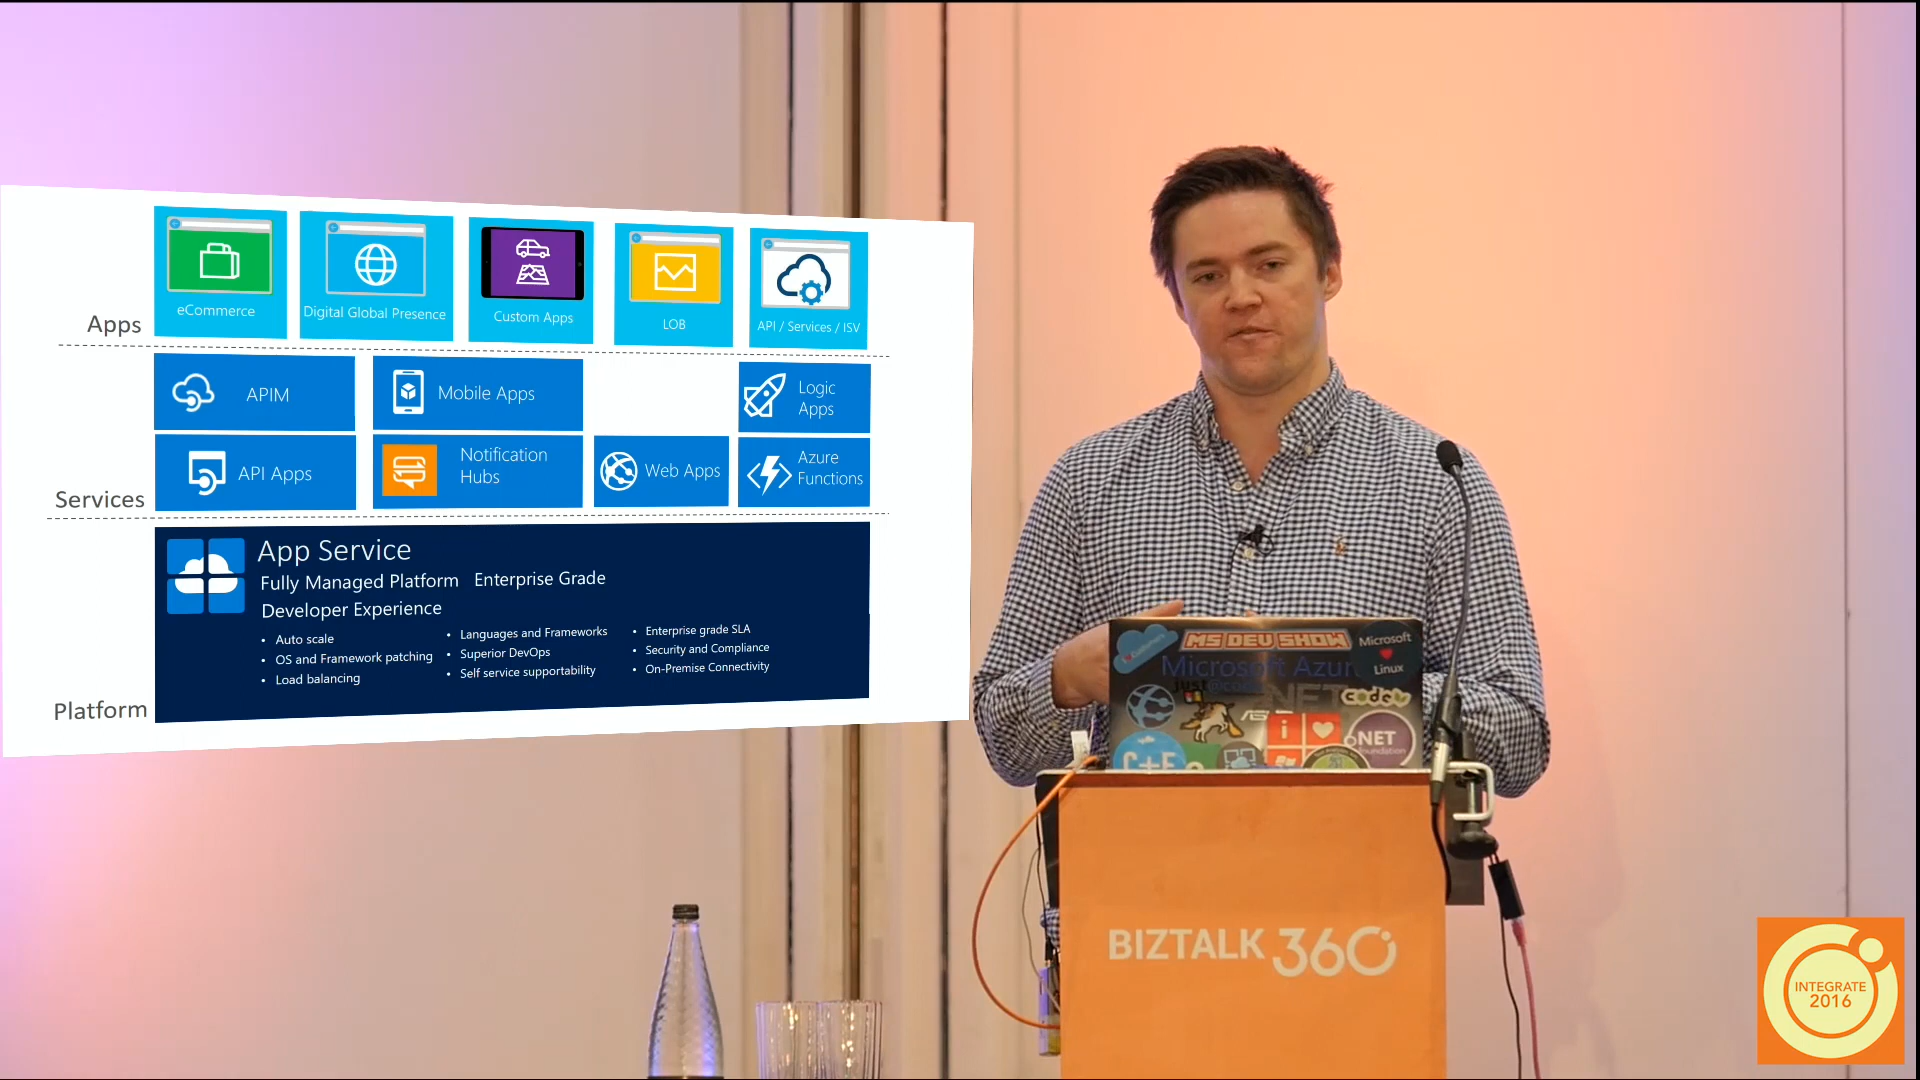 eCommerce
Digital Global Presence
Custom Apps
LOB
API / Services / ISV
Apps
APIM
Mobile Apps
Logic
Apps
API Apps
Notification
Hubs
Web Apps
Azure
Functions
Services
App Service
Fully Managed Platform Enterprise Grade
Developer Experience
• Auto scale
• OS and Framework patching
• Load balancing
• Languages and Frameworks
• Superior DevOps
• Self service supportability
• Enterprise grade SLA
• Security and Compliance
• On-Premise Connectivity
Platform
MS DEV SHOW
Microsoft
Linux
Microsoft Azure
.NET
BIZTALK 360
INTEGRATE
2016